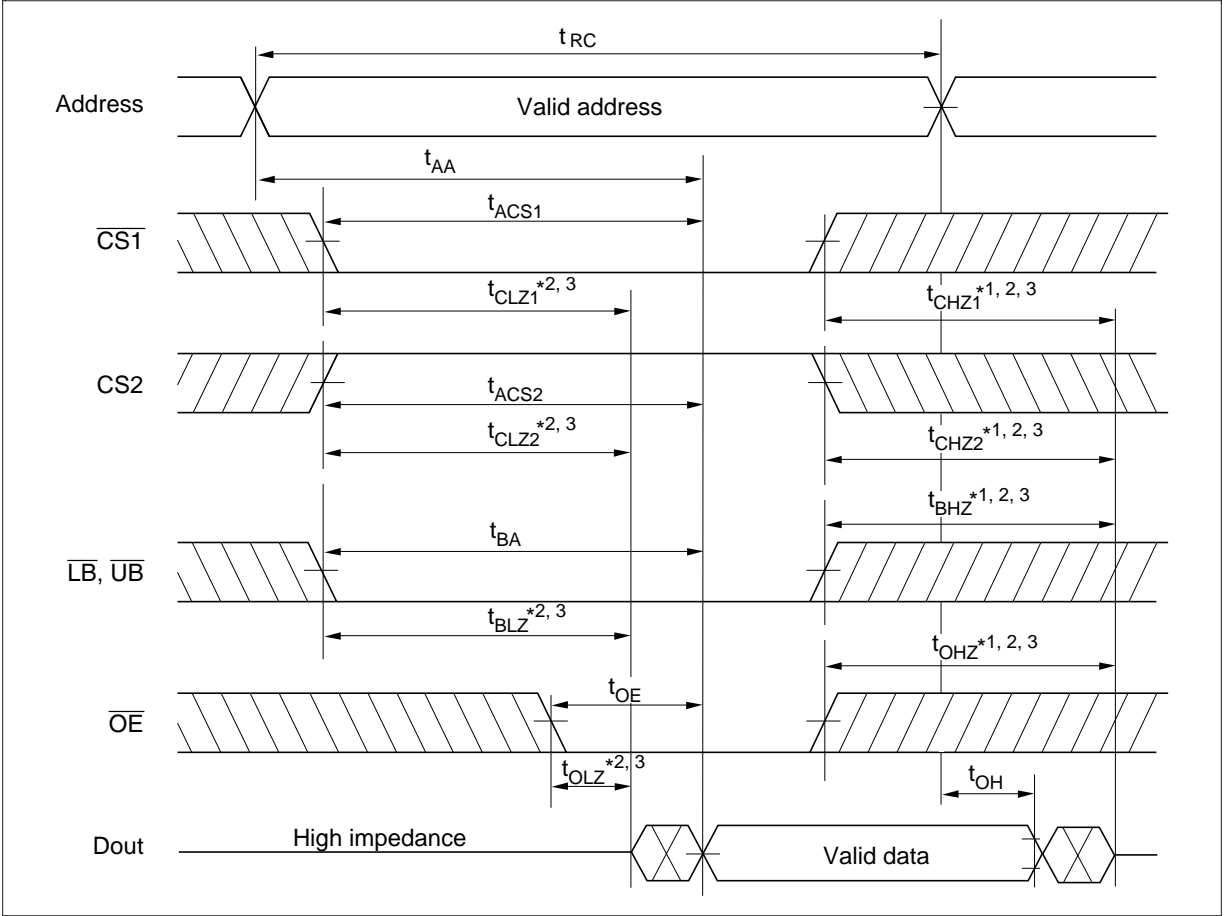 tRC
Address
Valid address
tAA
tACS1
CS1
tCLZ1*2, 3
tCHZ1*1, 2, 3
CS2
tACS2
tCLZ2*2, 3
tCHZ2*1, 2, 3
tBHZ*1, 2, 3
tBA
LB, UB
tBLZ*2, 3
tOHZ*1, 2, 3
tOE
OE
tOLZ*2, 3
tOH
Dout
High impedance
Valid data